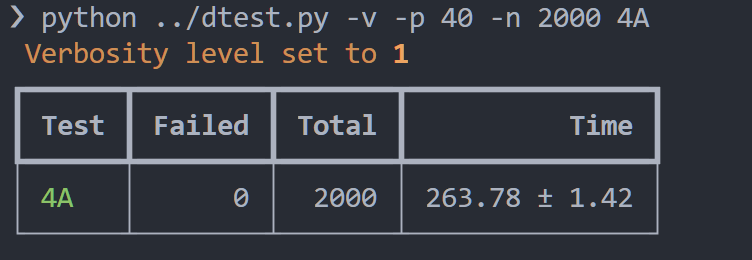 ❯ python ../dtest.py -v -p 40 -n 2000 4A
Verbosity level set to 1
Test Failed Total Time
4A 0 2000 263.78 ± 1.42